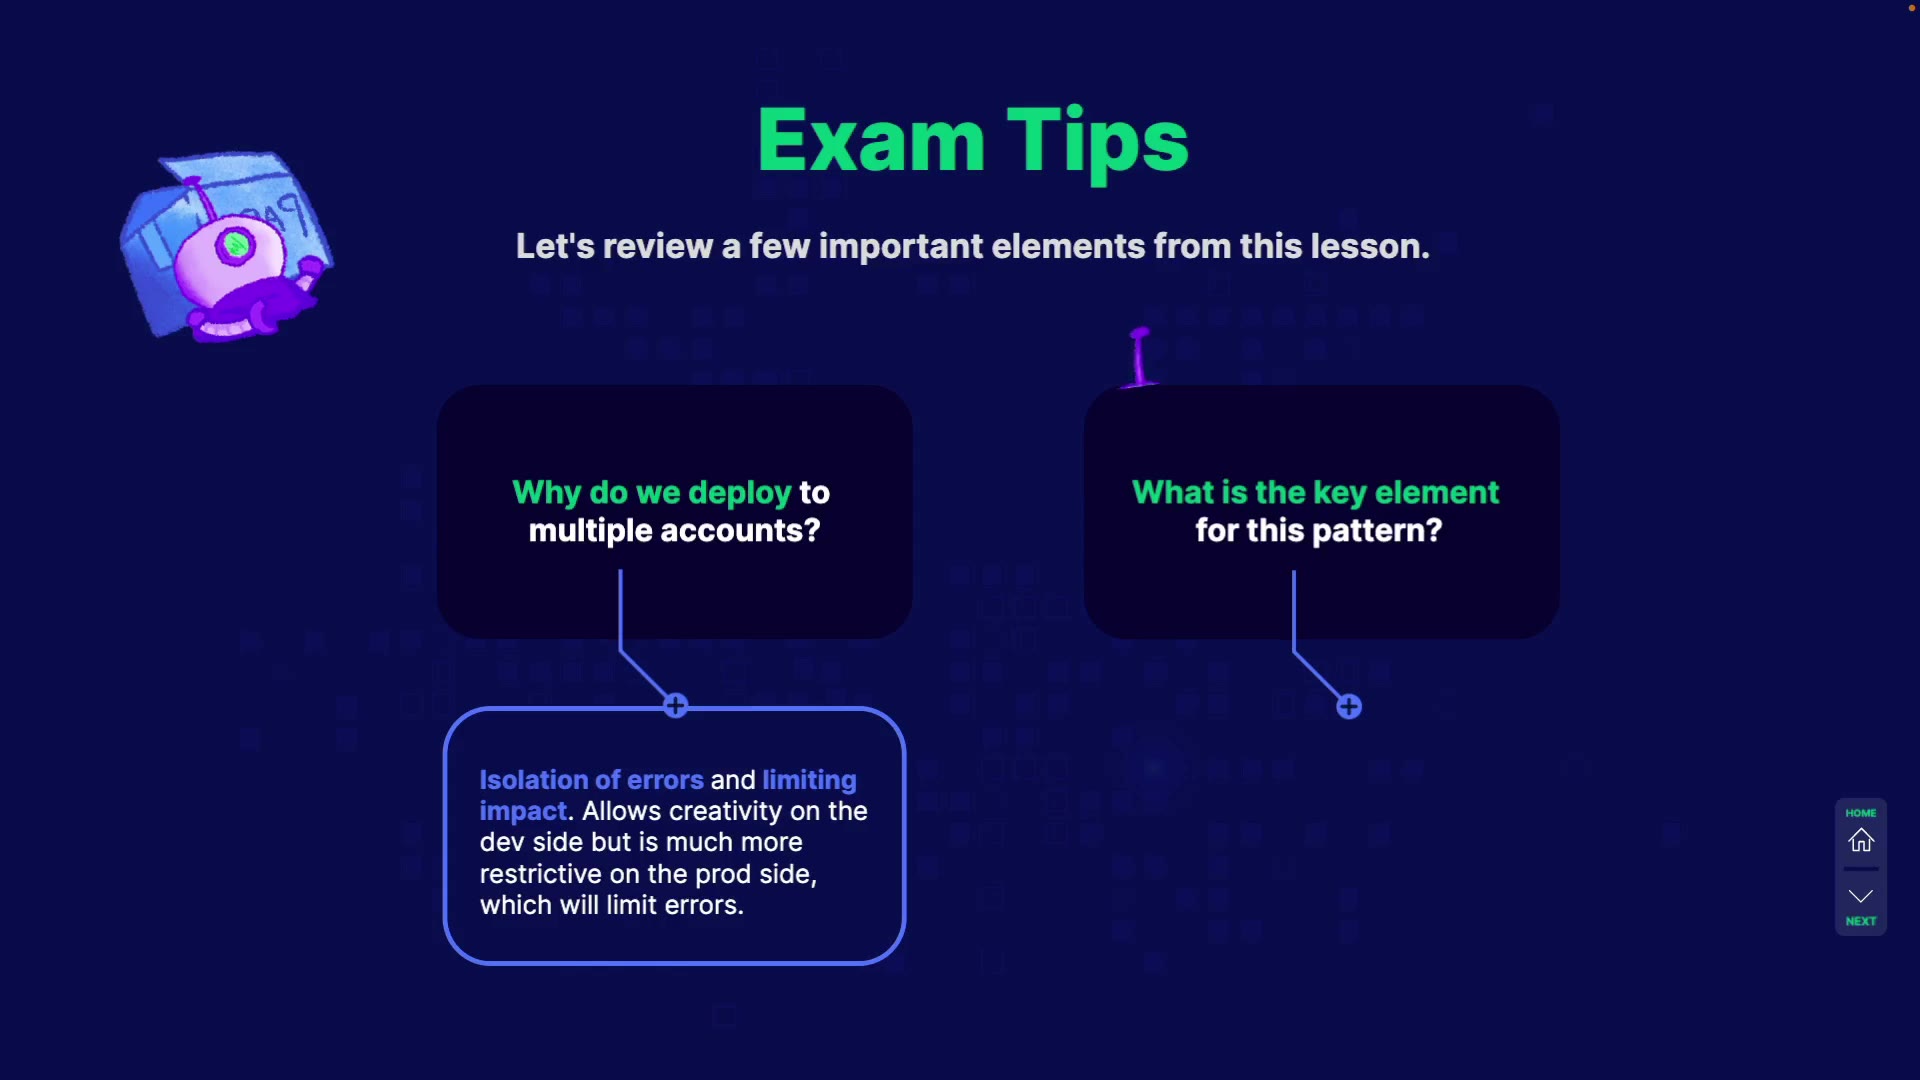 Exam Tips
Let's review a few important elements from this lesson.
Why do we deploy to
multiple accounts?
What is the key element
for this pattern?
Isolation of errors and limiting
impact. Allows creativity on the
dev side but is much more
restrictive on the prod side,
which will limit errors.
HOME
NEXT